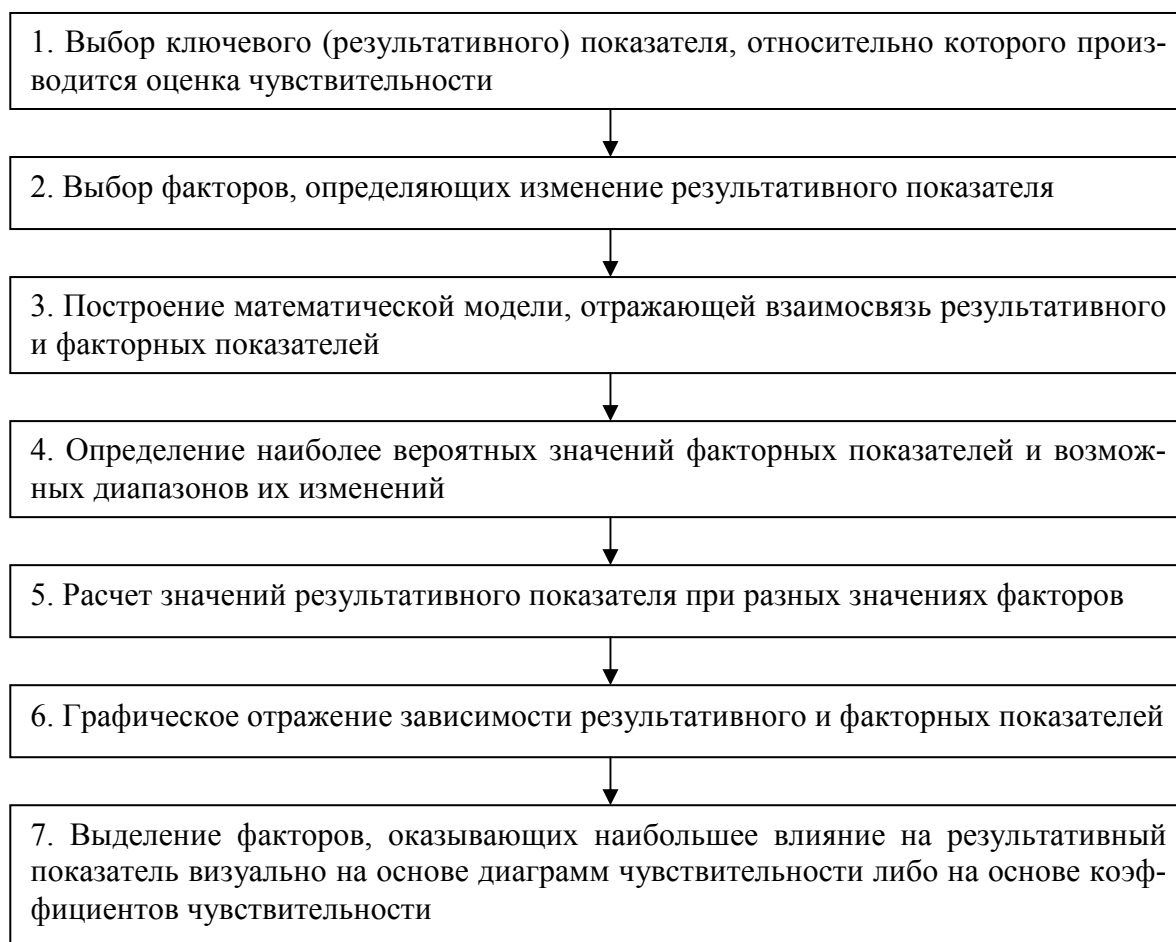 1. Выбор ключевого (результативного) показателя, относительно которого произ-
водится оценка чувствительности
2. Выбор факторов, определяющих изменение результативного показателя
3. Построение математической модели, отражающей взаимосвязь результативного
и факторных показателей
4. Определение наиболее вероятных значений факторных показателей и возмож-
ных диапазонов их изменений
5. Расчет значений результативного показателя при разных значениях факторов
6. Графическое отражение зависимости результативного и факторных показателей
7. Выделение факторов, оказывающих наибольшее влияние на результативный
показатель визуально на основе диаграмм чувствительности либо на основе коэф-
фициентов чувствительности